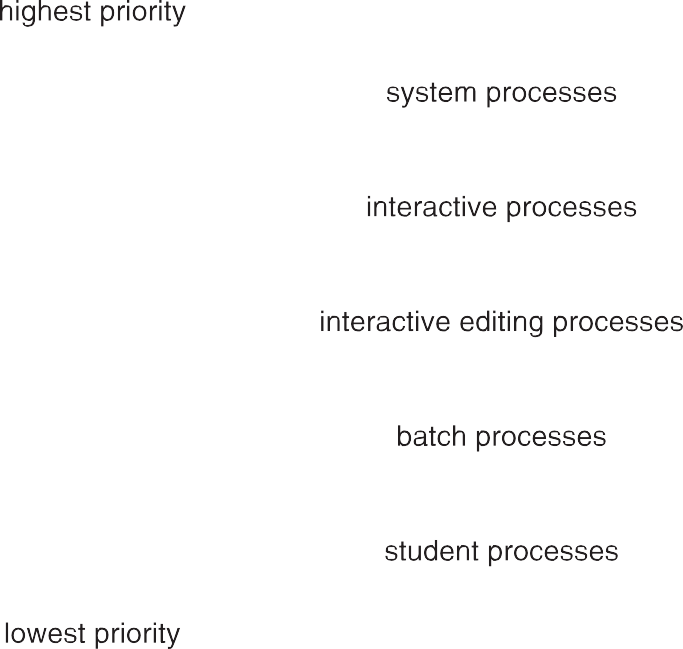 highest priority
system processes
interactive processes
interactive editing processes
batch processes
student processes
lowest priority